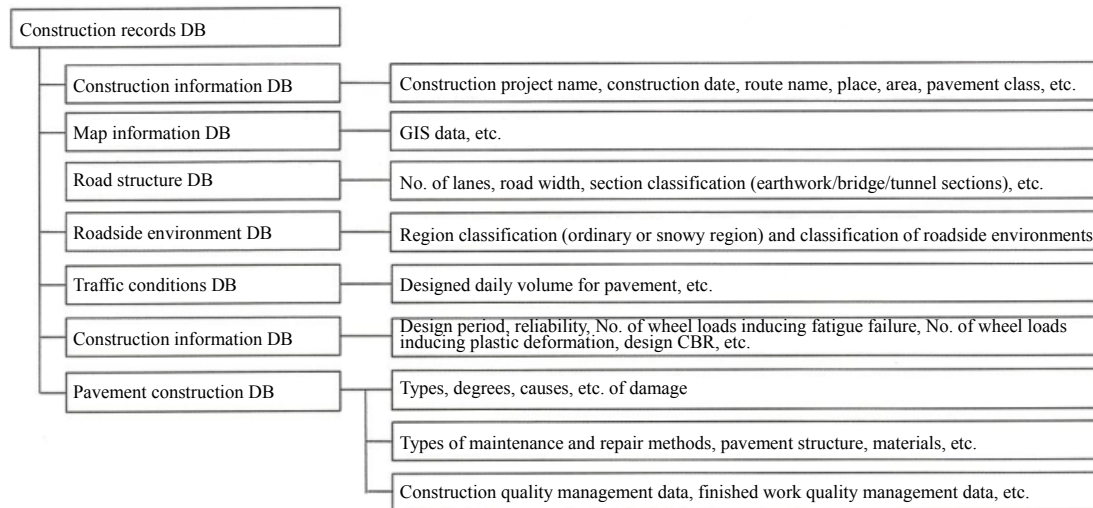 Construction records DB
Construction information DB
Construction project name, construction date, route name, place, area, pavement class, etc.
Map information DB
GIS data, etc.
Road structure DB
No. of lanes, road width, section classification (earthwork/bridge/tunnel sections), etc.
Roadside environment DB
Region classification (ordinary or snowy region) and classification of roadside environments
Traffic conditions DB
Designed daily volume for pavement, etc.
Construction information DB
Design period, reliability, No. of wheel loads inducing fatigue failure, No. of wheel loads
inducing plastic deformation, design CBR, etc.
Pavement construction DB
Types, degrees, causes, etc. of damage
Types of maintenance and repair methods, pavement structure, materials, etc.
Construction quality management data, finished work quality management data, etc.